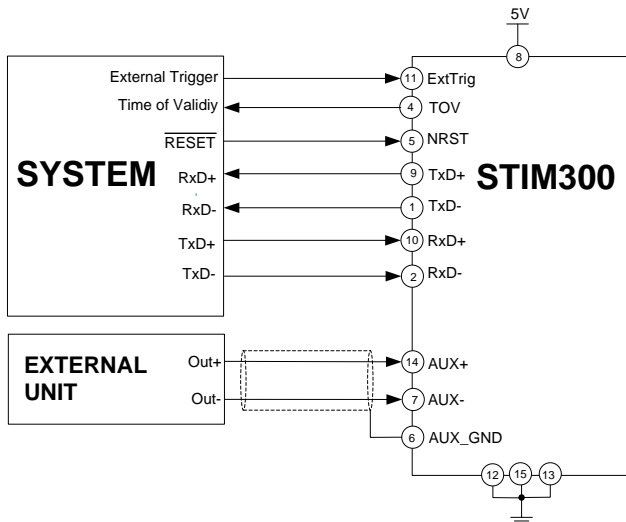 5V
8
External Trigger
11
ExtTrig
Time of Validiy
4
TOV
RESET
5
NRST
SYSTEM
RxD+
9
TxD+
STIM300
RxD-
1
TxD-
TxD+
10
RxD+
TxD-
2
RxD-
EXTERNAL
UNIT
Out+
14
AUX+
Out-
7
AUX-
6
AUX_GND
12
15
13